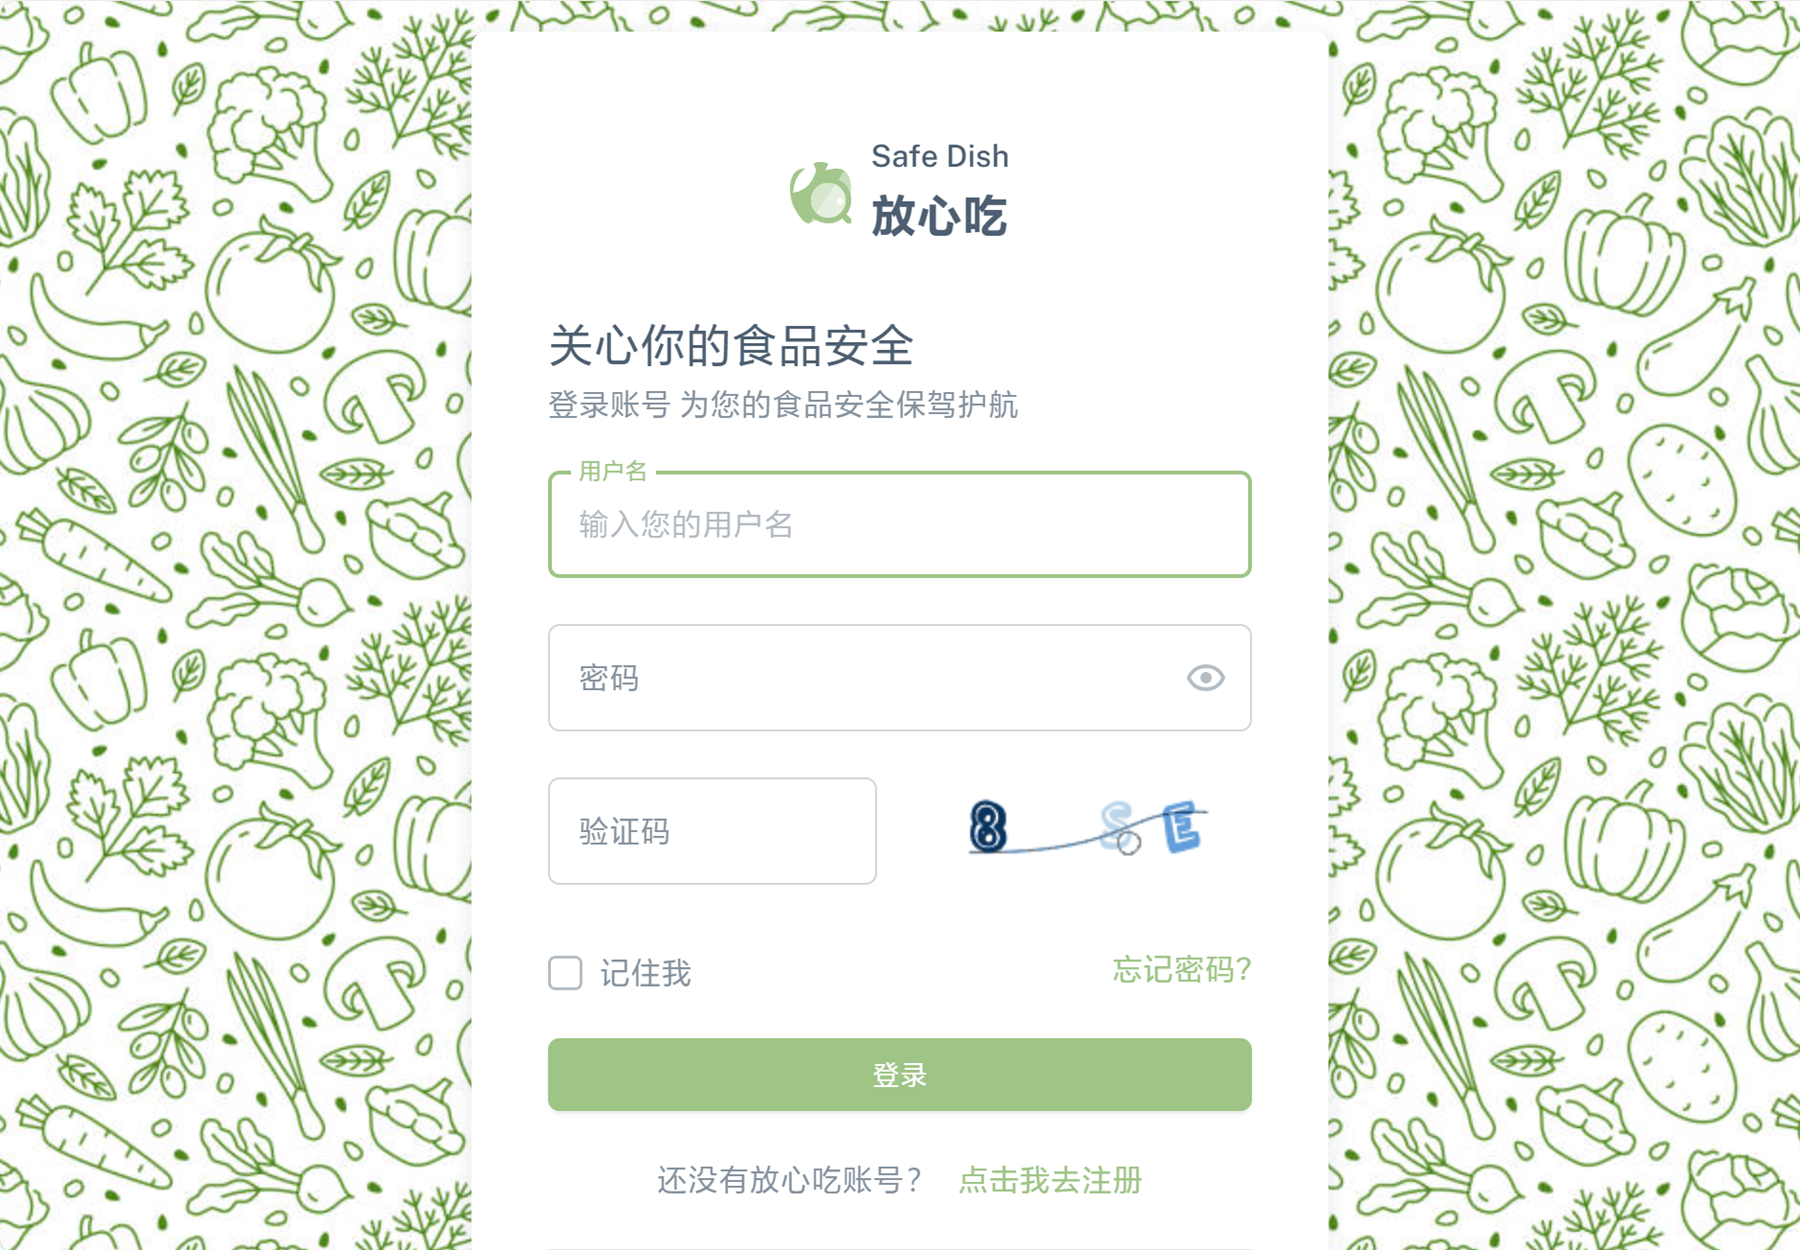 Safe Dish
放心吃
关心你的食品安全
登录账号 为您的食品安全保驾护航
用户名
输入您的用户名
密码
验证码
8 S E
记住我
忘记密码?
登录
还没有放心吃账号? 点击我去注册